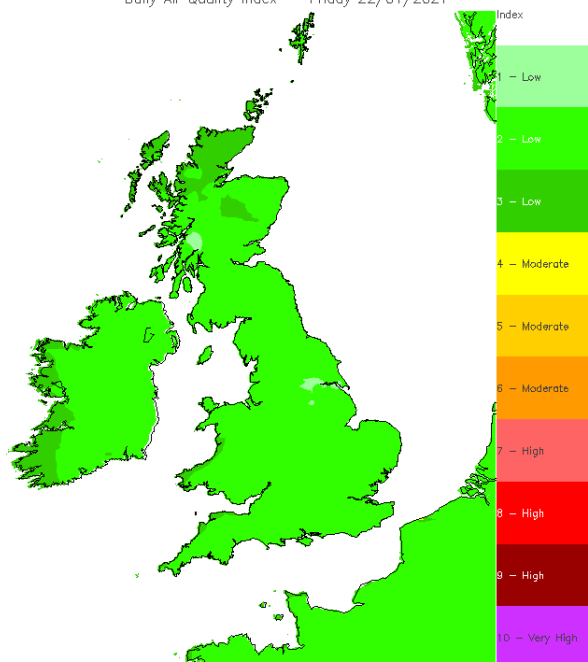 Daily Air Quality Index Friday 22/01/2021
Index
1 - Low
2 - Low
3 - Low
4 - Moderate
5 - Moderate
6 - Moderate
7 - High
8 - High
9 - High
10 - Very High